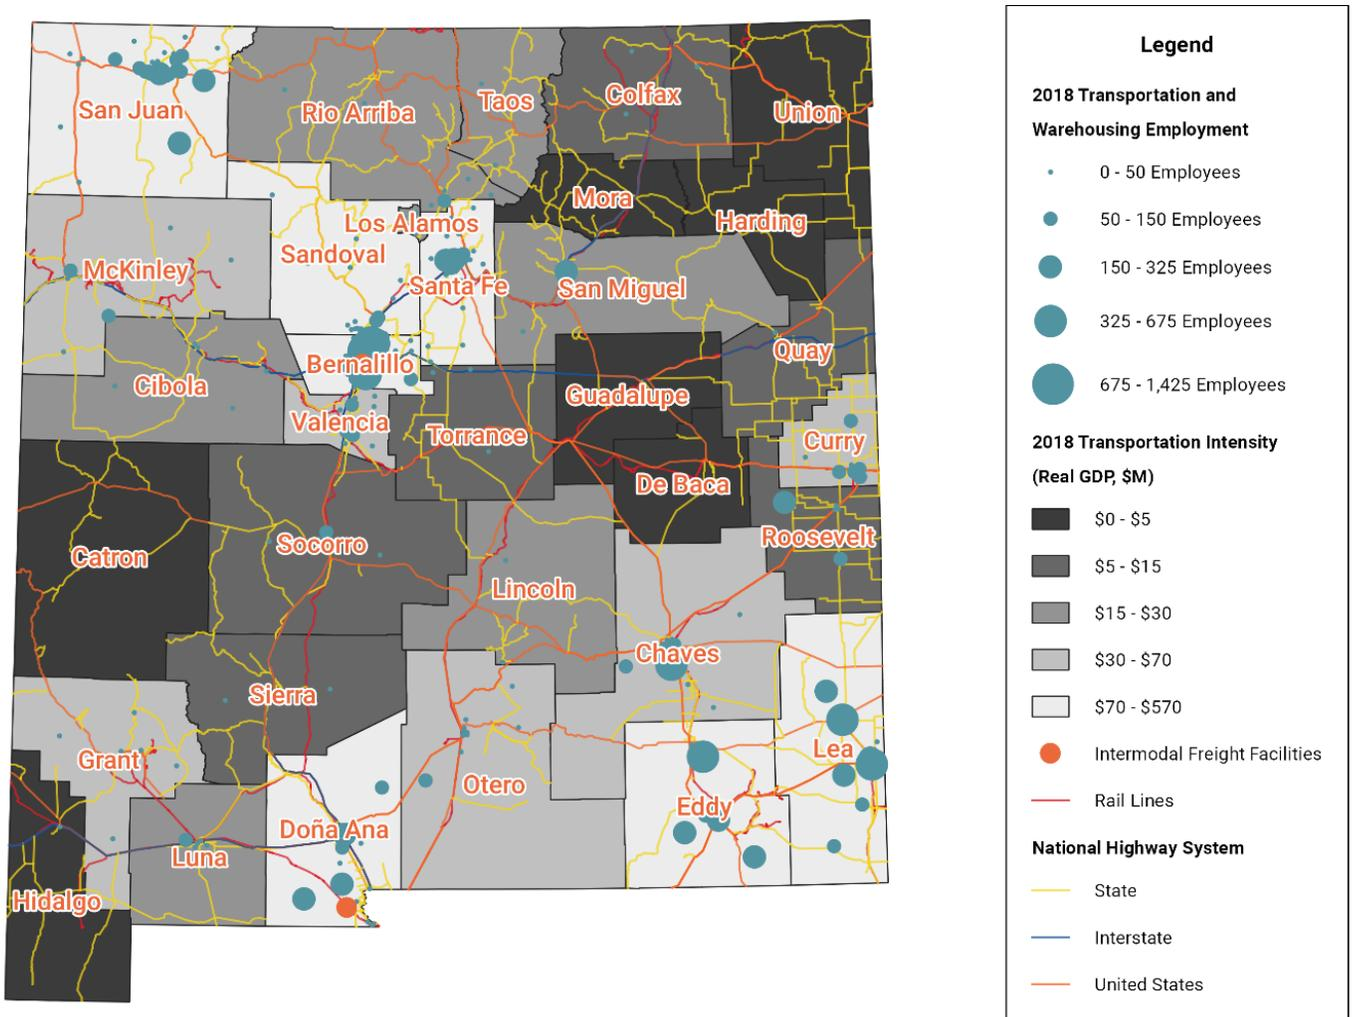 San Juan
Rio Arriba
Taos
Colfax
Union
Mora
Harding
Los Alamos
McKinley
Sandoval
Santa Fe
San Miguel
Quay
Bernalillo
Cibola
Guadalupe
Valencia
Torrance
Curry
De Baca
Roosevelt
Socorro
Catron
Lincoln
Chaves
Sierra
Lea
Grant
Otero
Eddy
Doña Ana
Luna
Hidalgo
Legend
2018 Transportation and
Warehousing Employment
0 - 50 Employees
50 - 150 Employees
150 - 325 Employees
325 - 675 Employees
675 - 1,425 Employees
2018 Transportation Intensity
(Real GDP, $M)
$0 - $5
$5 - $15
$15 - $30
$30 - $70
$70 - $570
Intermodal Freight Facilities
Rail Lines
National Highway System
State
Interstate
United States